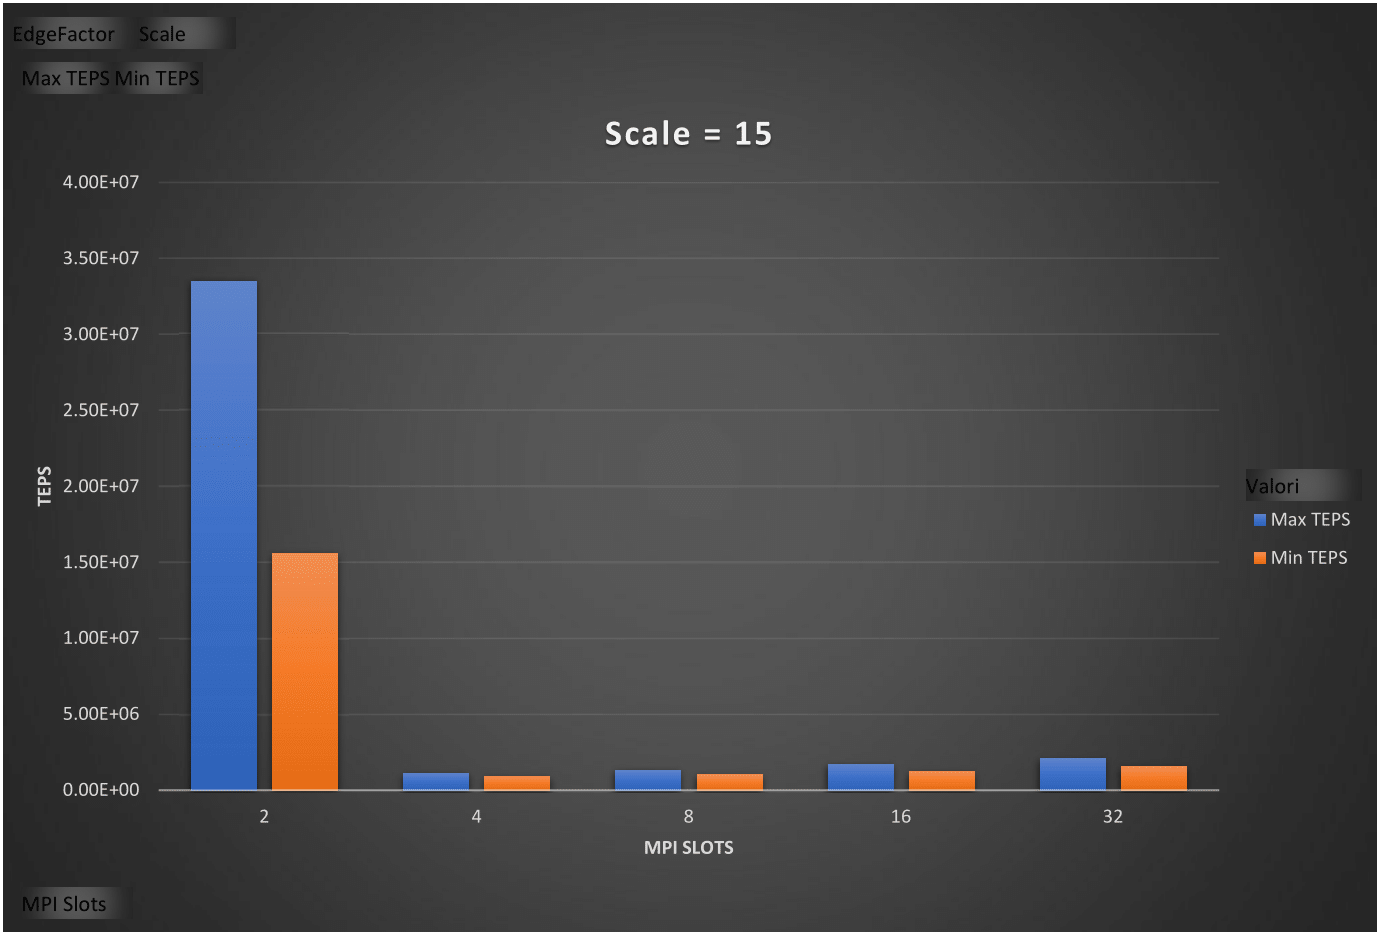 EdgeFactor Scale
Max TEPS Min TEPS
Scale = 15
4.00E+07
3.50E+07
3.00E+07
2.50E+07
2.00E+07
1.50E+07
1.00E+07
5.00E+06
0.00E+00
TEPS
2 4 8 16 32
MPI SLOTS
Valori
Max TEPS
Min TEPS
MPI Slots